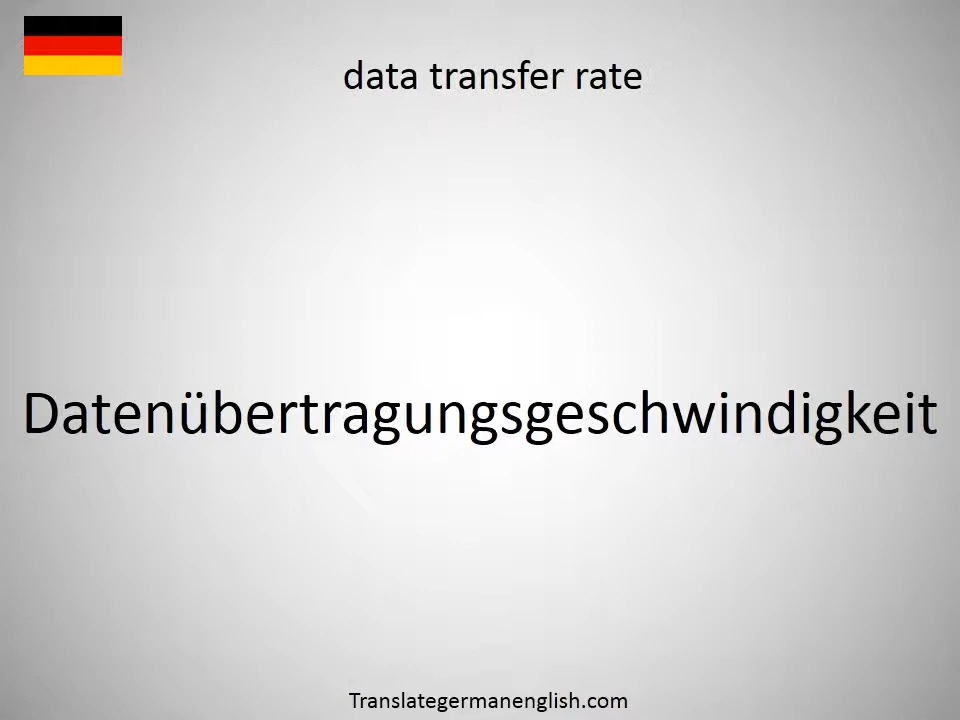 data transfer rate
Datenübertragungsgeschwindigkeit
Translategermanenglish.com